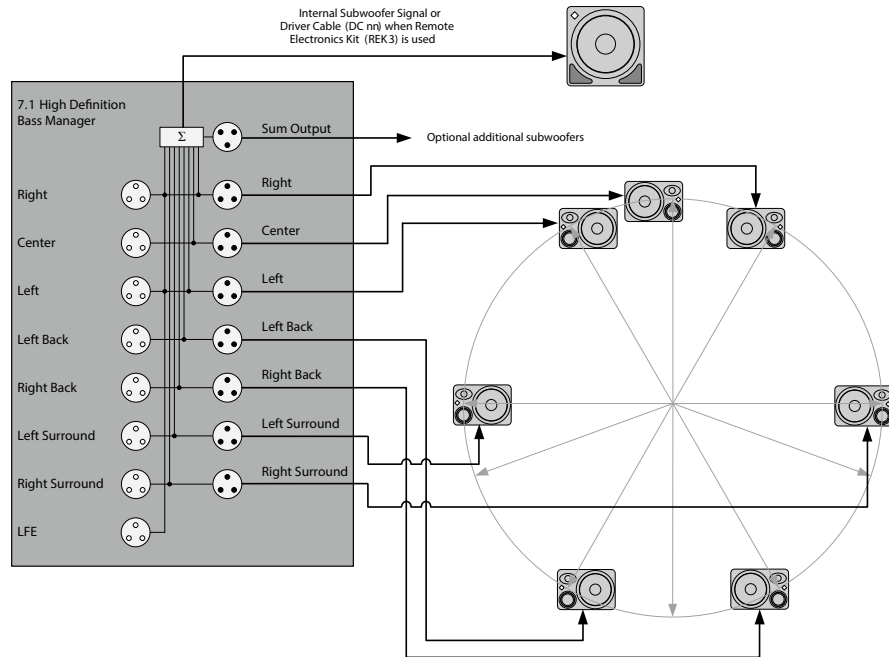 Internal Subwoofer Signal or
Driver Cable (DC nn) when Remote
Electronics Kit (REK 3) is used
7.1 High Definition
Bass Manager
Σ
Sum Output
Optional additional subwoofers
Right
Right
Center
Center
Left
Left
Left Back
Left Back
Right Back
Right Back
Left Surround
Left Surround
Right Surround
Right Surround
LFE